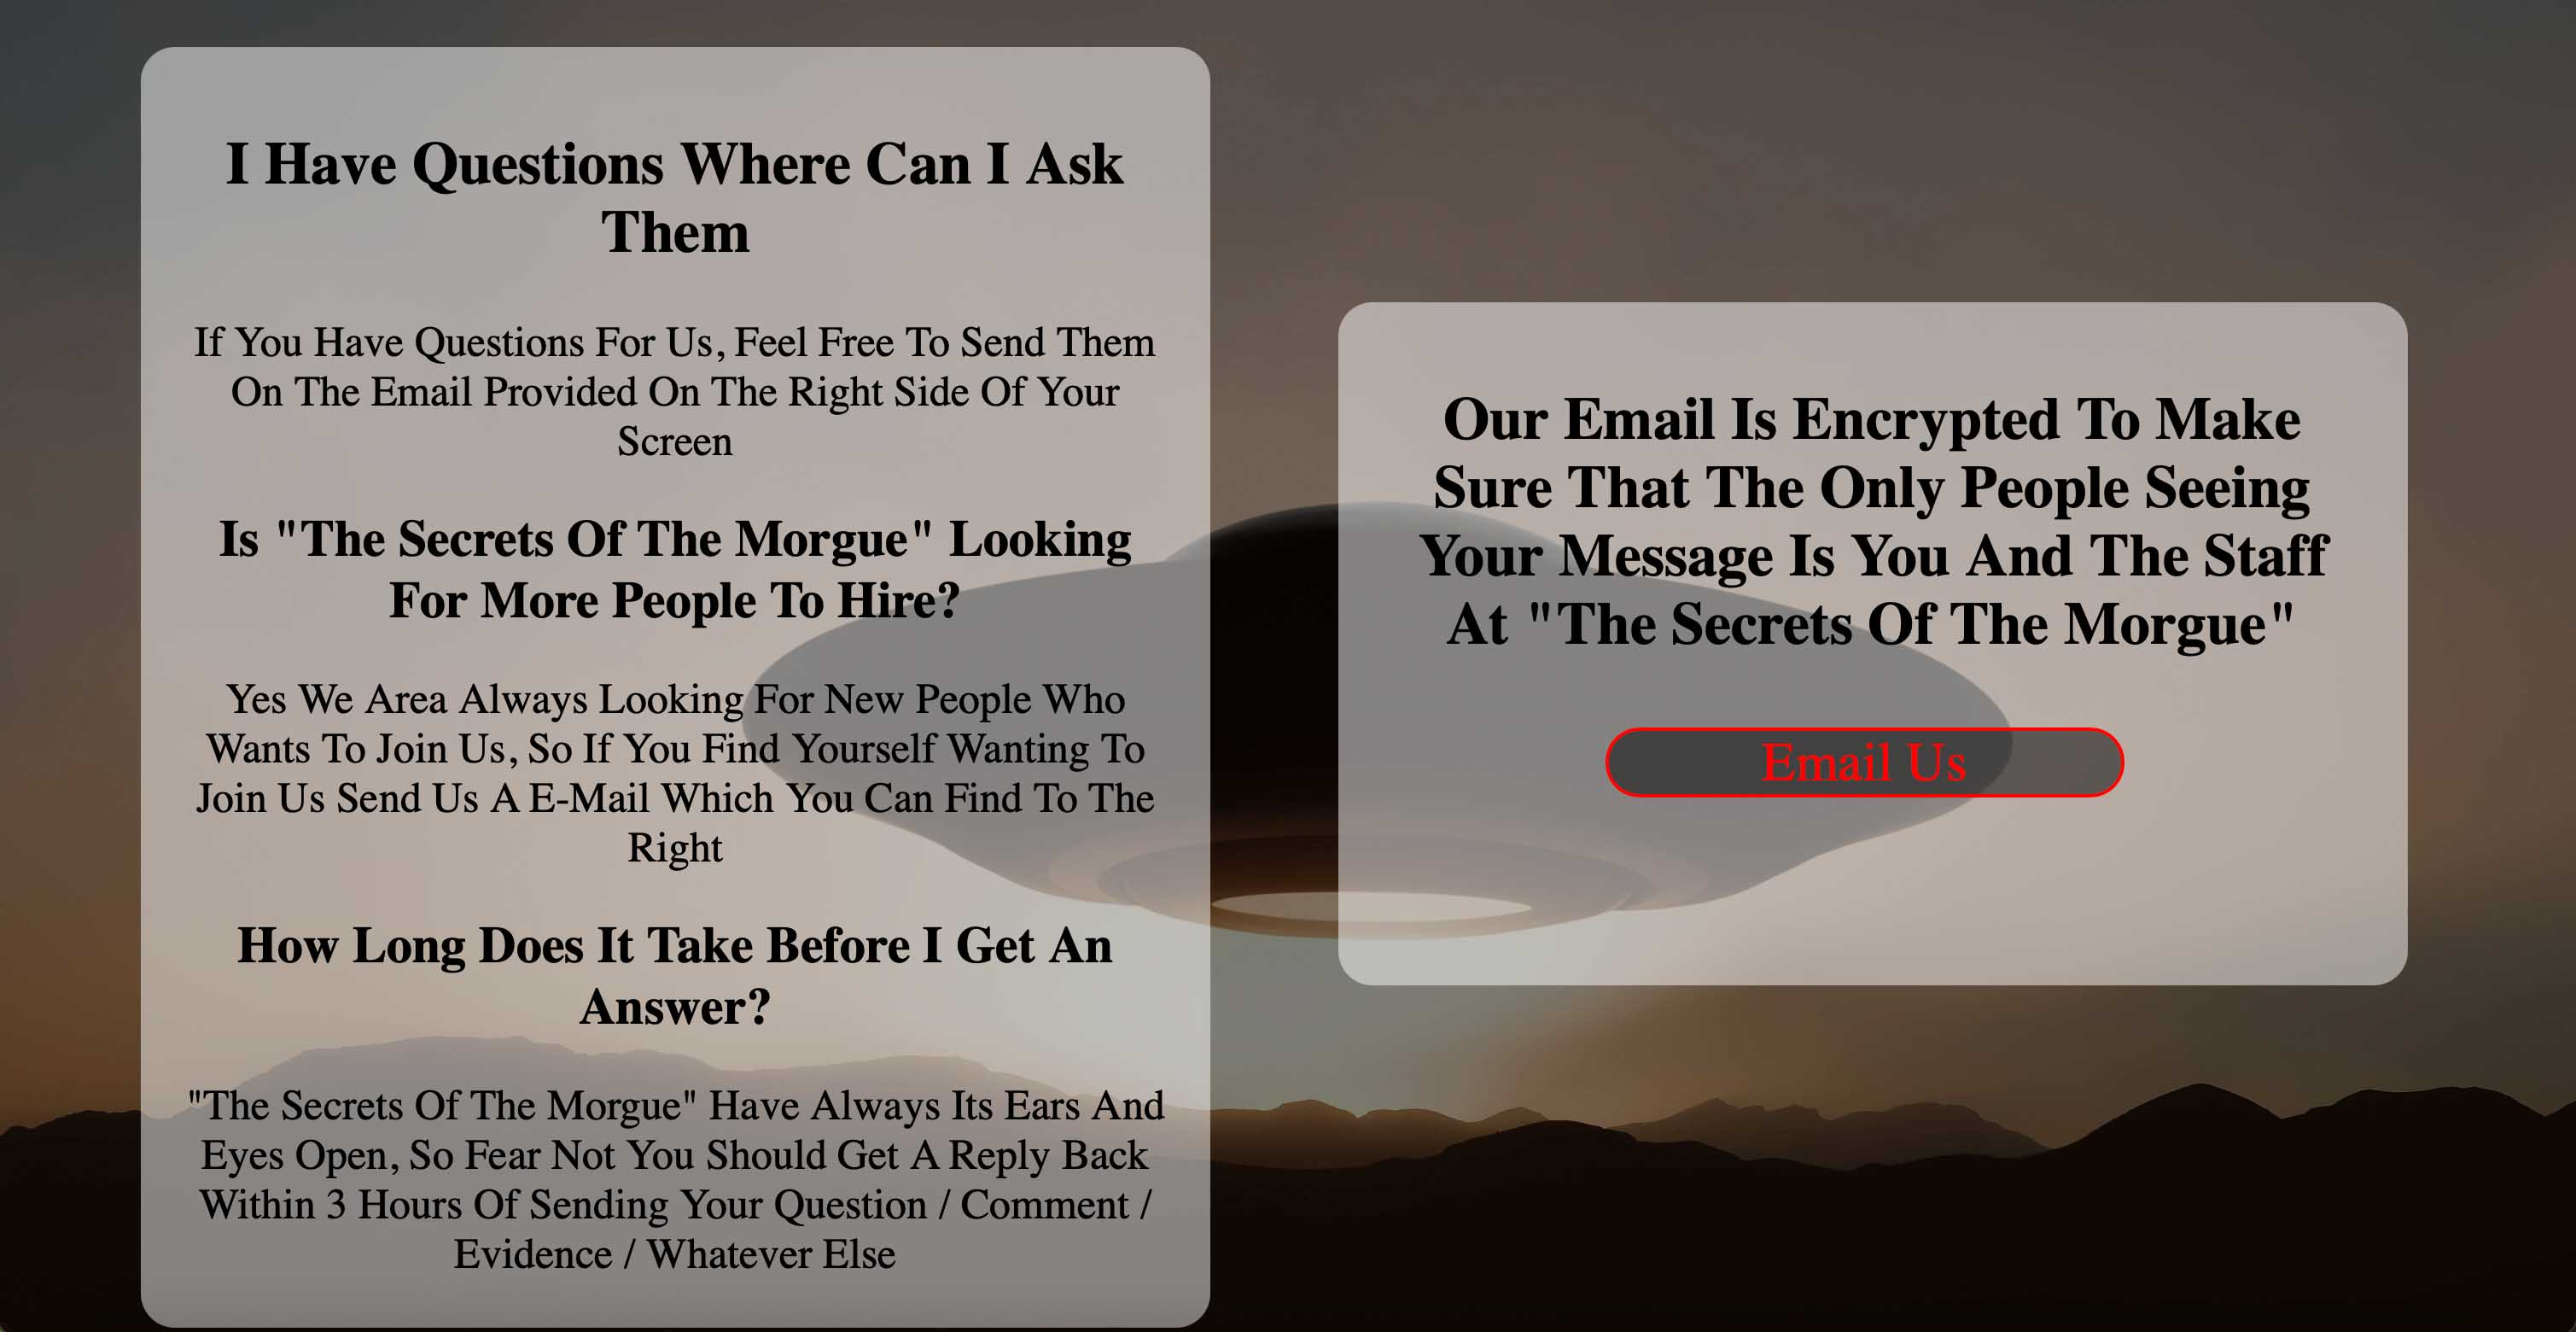 I Have Questions Where Can I Ask
Them
If You Have Questions For Us, Feel Free To Send Them
On The Email Provided On The Right Side Of Your
Screen
Is "The Secrets Of The Morgue" Looking
For More People To Hire?
Yes We Area Always Looking For New People Who
Wants To Join Us, So If You Find Yourself Wanting To
Join Us Send Us A E-Mail Which You Can Find To The
Right
How Long Does It Take Before I Get An
Answer?
"The Secrets Of The Morgue" Have Always Its Ears And
Eyes Open, So Fear Not You Should Get A Reply Back
Within 3 Hours Of Sending Your Question / Comment /
Evidence / Whatever Else
Our Email Is Encrypted To Make
Sure That The Only People Seeing
Your Message Is You And The Staff
At "The Secrets Of The Morgue"
Email Us